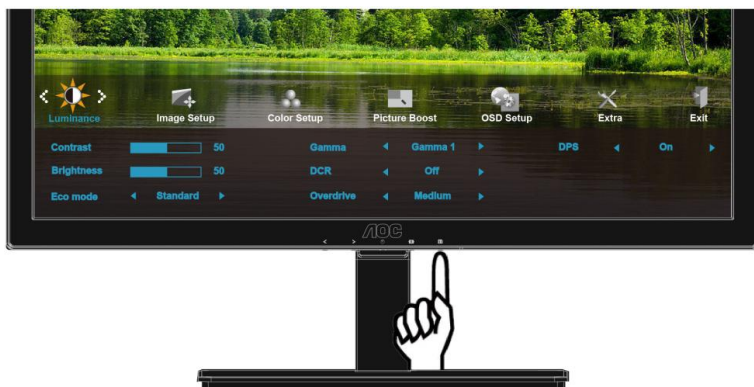 Luminance Image Setup Color Setup Picture Boost OSD Setup Extra Exit
Contrast 50 Gamma Gamma 1 DPS On
Brightness 50 DCR Off
Eco mode Standard Overdrive Medium
AOC